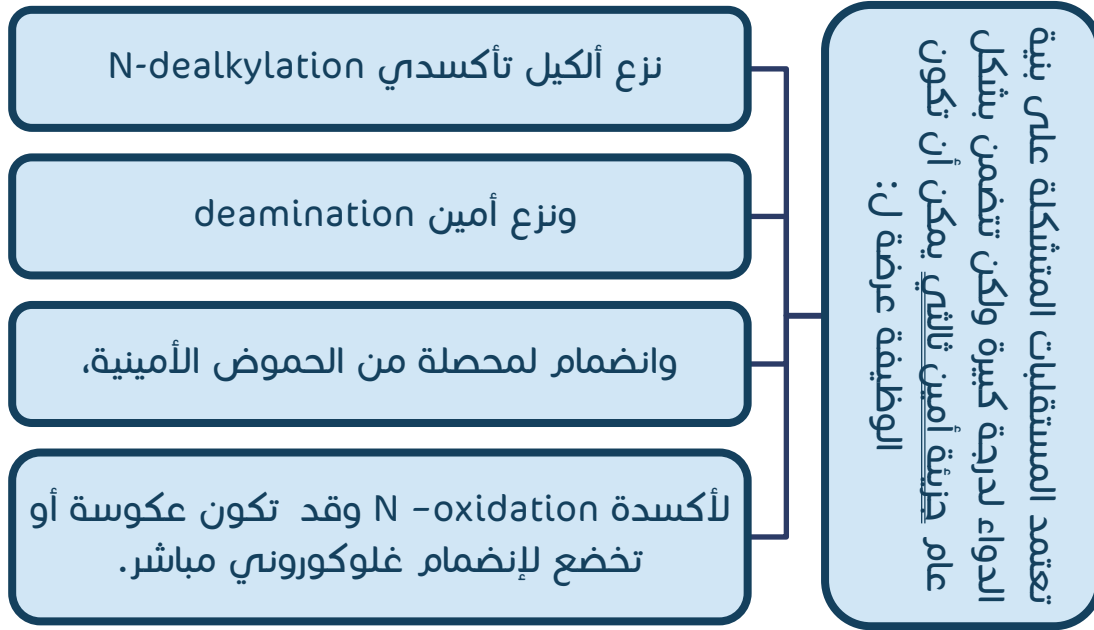 تعتمد المستقلبات المتشكلة على بنية
الدواء لدرجة كبيرة ولكن تتضمن بشكل
عام جزيئة أمين ثالثي يمكن أن تكون
الوظيفة عرضة ل:
نزع ألكيل تأكسدي N-dealkylation
ونزع أمين deamination
وانضمام لمحصلة من الحموض الأمينية،
لأكسدة N –oxidation وقد تكون عكوسة أو
تخضع لإنضمام غلوكوروني مباشر.